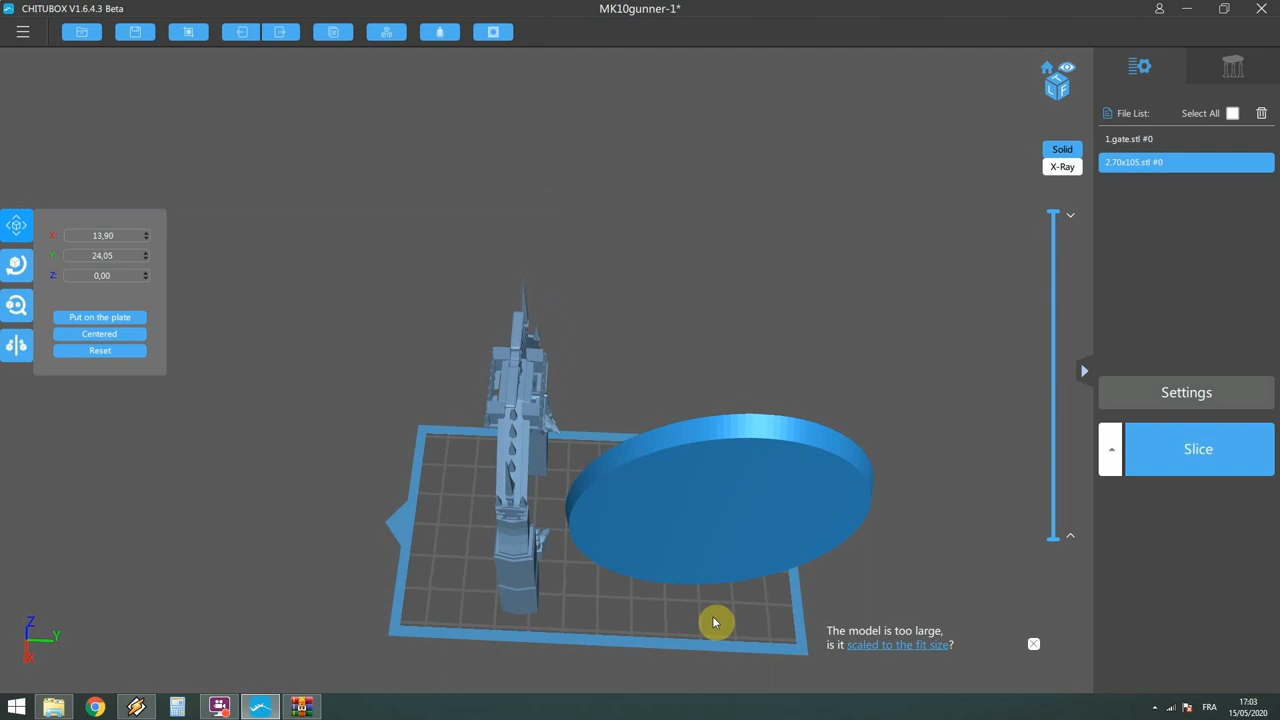 CHITUBOX V1.6.4.3 Beta
MK10gunner-1*
File List:
Select All
1.gate.stl #0
2.70x105.stl #0
Solid
X-Ray
X: 13,90
Y: 24,05
Z: 0,00
Put on the plate
Centered
Reset
Settings
Slice
T
L F
Z
Y
X
The model is too large,
is it scaled to the fit size?
FRA
17:03
15/05/2020